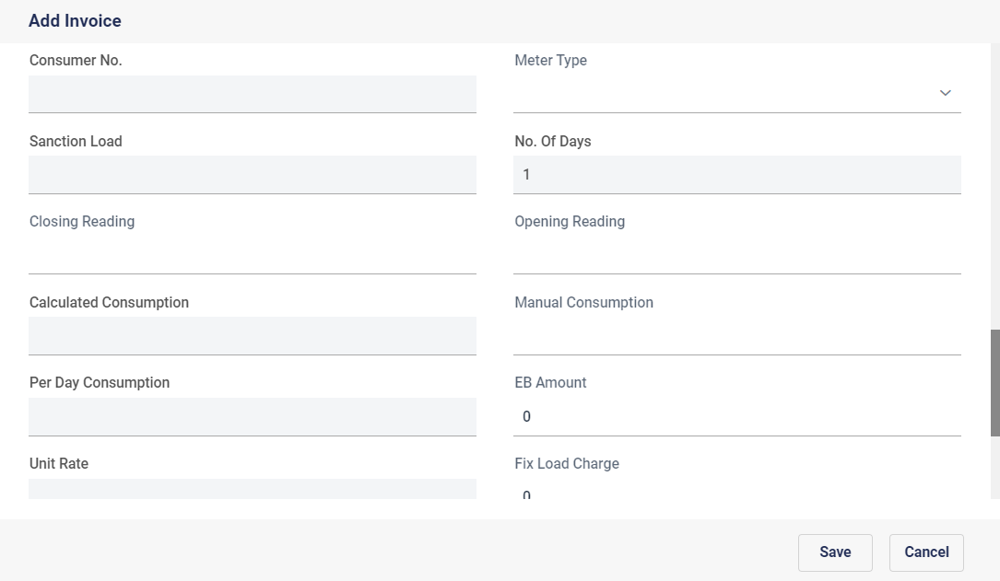 Add Invoice
Consumer No.
Meter Type
Sanction Load
No. Of Days
1
Closing Reading
Opening Reading
Calculated Consumption
Manual Consumption
Per Day Consumption
EB Amount
0
Unit Rate
Fix Load Charge
0
Save
Cancel